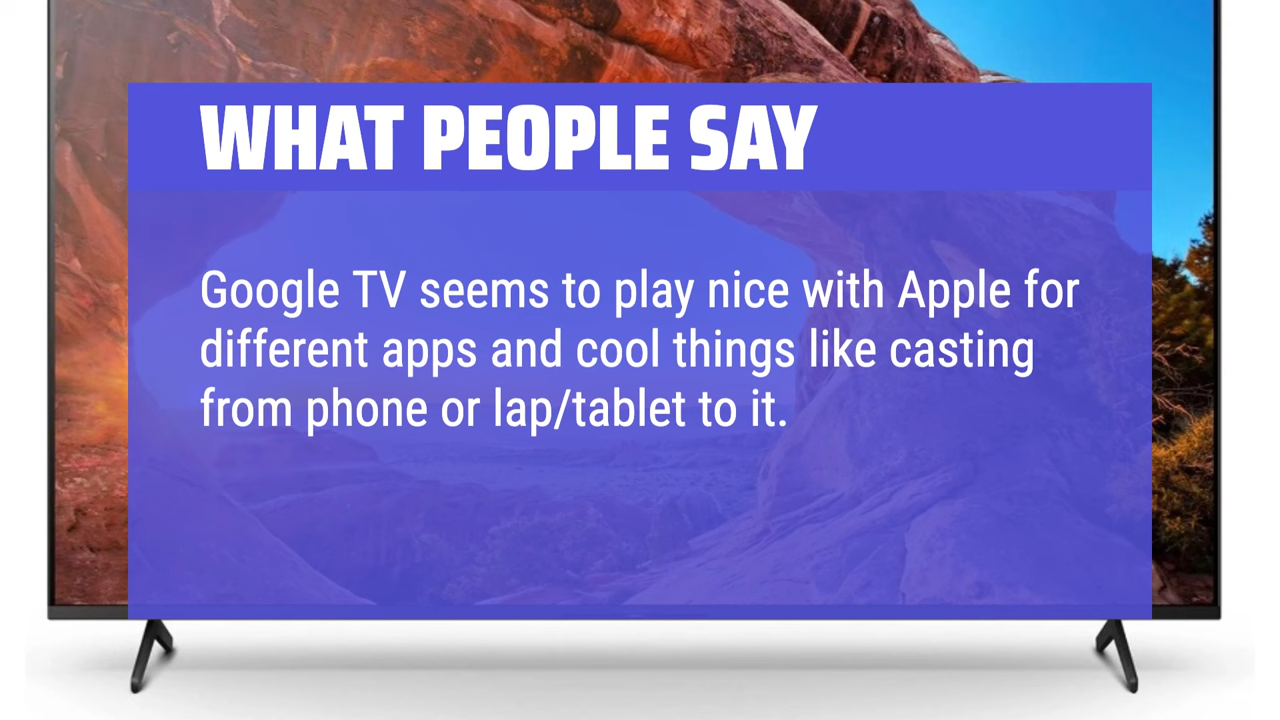 WHAT PEOPLE SAY
Google TV seems to play nice with Apple for
different apps and cool things like casting
from phone or lap/tablet to it.